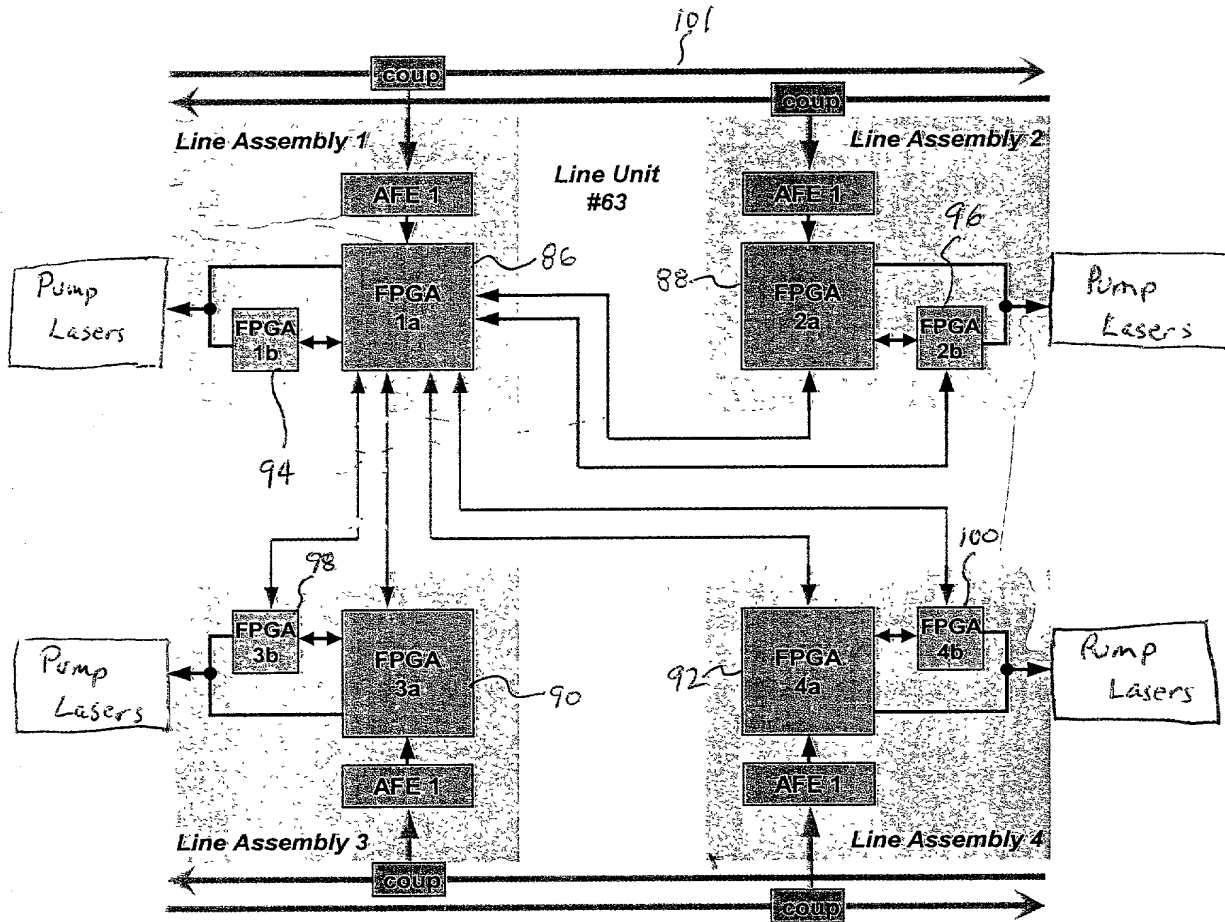 101
coup
coup
Line Assembly 1
Line Assembly 2
Line Unit
#63
AFE 1
AFE 1
96
86
88
Pump
Lasers
FPGA
1a
FPGA
1b
FPGA
2a
FPGA
2b
Pump
Lasers
94
98
100
FPGA
3b
FPGA
3a
FPGA
4a
FPGA
4b
Pump
Lasers
90
92
Pump
Lasers
AFE 1
AFE 1
Line Assembly 3
Line Assembly 4
coup
coup